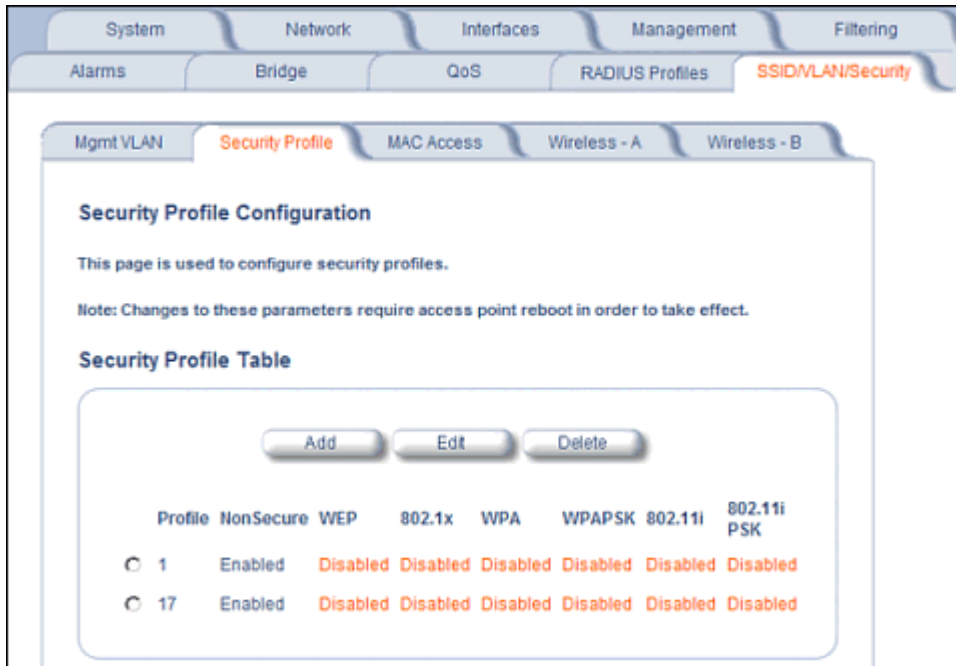 System Network Interfaces Management Filtering
Alarms Bridge QoS RADIUS Profiles SSID/VLAN/Security
Mgmt VLAN Security Profile MAC Access Wireless - A Wireless - B
Security Profile Configuration
This page is used to configure security profiles.
Note: Changes to these parameters require access point reboot in order to take effect.
Security Profile Table
Add Edit Delete
Profile NonSecure WEP 802.1x WPA WPAPSK 802.11i 802.11i PSK
1 Enabled Disabled Disabled Disabled Disabled Disabled Disabled
17 Enabled Disabled Disabled Disabled Disabled Disabled Disabled